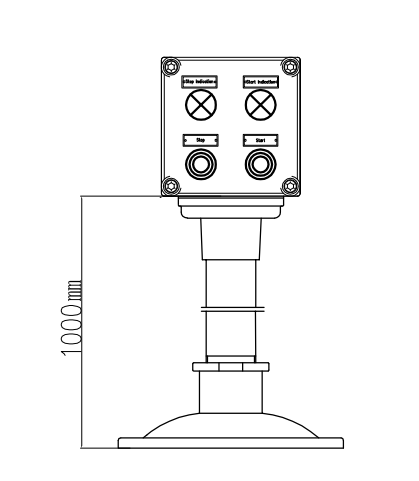 Stop Indication
Start Indication
Stop
Start
1000mm